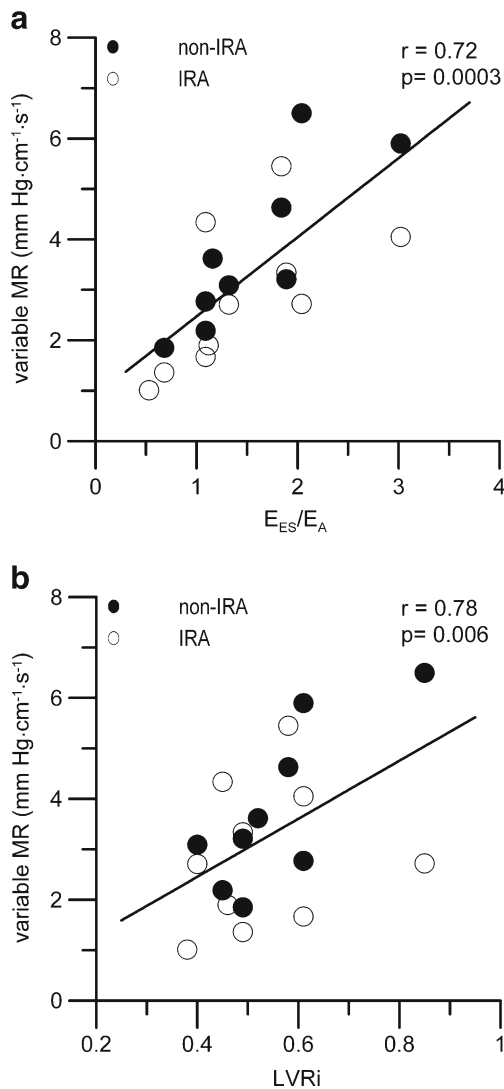 a
non-IRA
IRA
r = 0.72
p= 0.0003
8
6
4
2
0
variable MR (mm Hg·cm⁻¹·s⁻¹)
0 1 2 3 4
E_ES/E_A
b
non-IRA
IRA
r = 0.78
p= 0.006
8
6
4
2
0
variable MR (mm Hg·cm⁻¹·s⁻¹)
0.2 0.4 0.6 0.8 1
LVRi